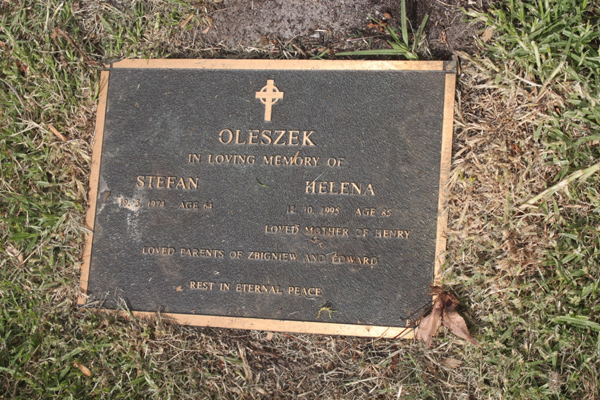 OLESZEK
IN LOVING MEMORY OF
STEFAN HELENA
1974 AGE 12. 10. 1995 AGE 85
LOVED MOTHER OF HENRY
LOVED PARENTS OF ZBIGNIEW AND EDWARD
REST IN ETERNAL PEACE